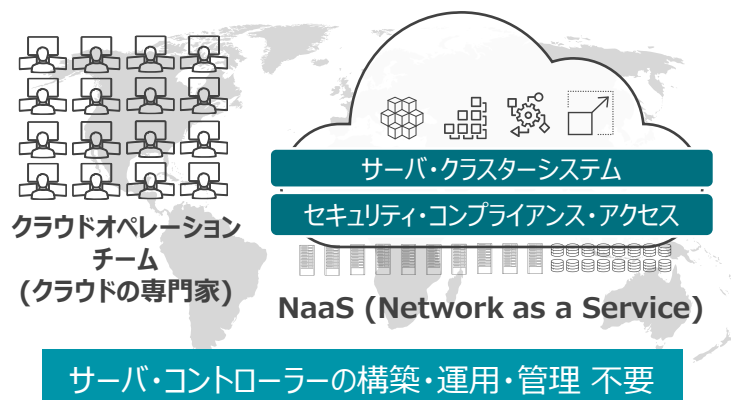 サーバ・クラスターシステム
セキュリティ・コンプライアンス・アクセス
クラウドオペレーション
チーム
(クラウドの専門家)
NaaS (Network as a Service)
サーバ・コントローラーの構築・運用・管理 不要